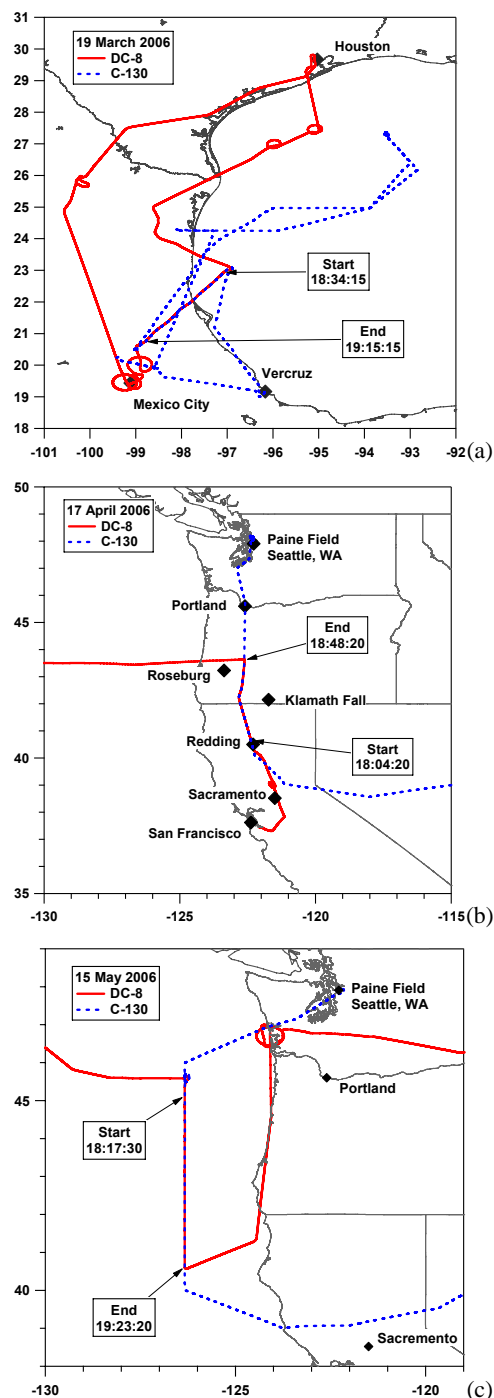 31
30
29
28
27
26
25
24
23
22
21
20
19
18
19 March 2006
DC-8
C-130
Houston
Start
18:34:15
End
19:15:15
Vercruz
Mexico City
-101 -100 -99 -98 -97 -96 -95 -94 -93 -92
(a)
50
45
40
35
17 April 2006
DC-8
C-130
Paine Field
Seattle, WA
Portland
End
18:48:20
Roseburg
Klamath Fall
Redding
Start
18:04:20
Sacramento
San Francisco
-130 -125 -120 -115
(b)
45
40
15 May 2006
DC-8
C-130
Paine Field
Seattle, WA
Portland
Start
18:17:30
End
19:23:20
Sacremento
-130 -125 -120
(c)